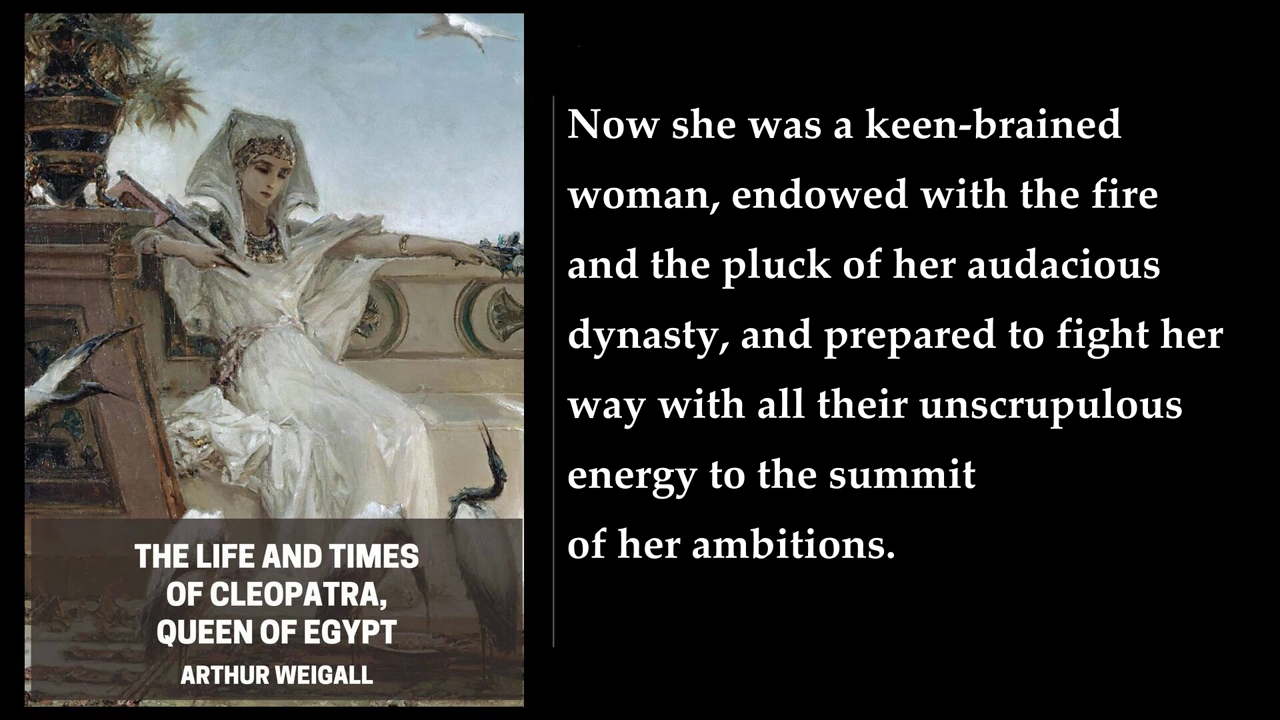 THE LIFE AND TIMES
OF CLEOPATRA,
QUEEN OF EGYPT
ARTHUR WEIGALL
Now she was a keen-brained
woman, endowed with the fire
and the pluck of her audacious
dynasty, and prepared to fight her
way with all their unscrupulous
energy to the summit
of her ambitions.